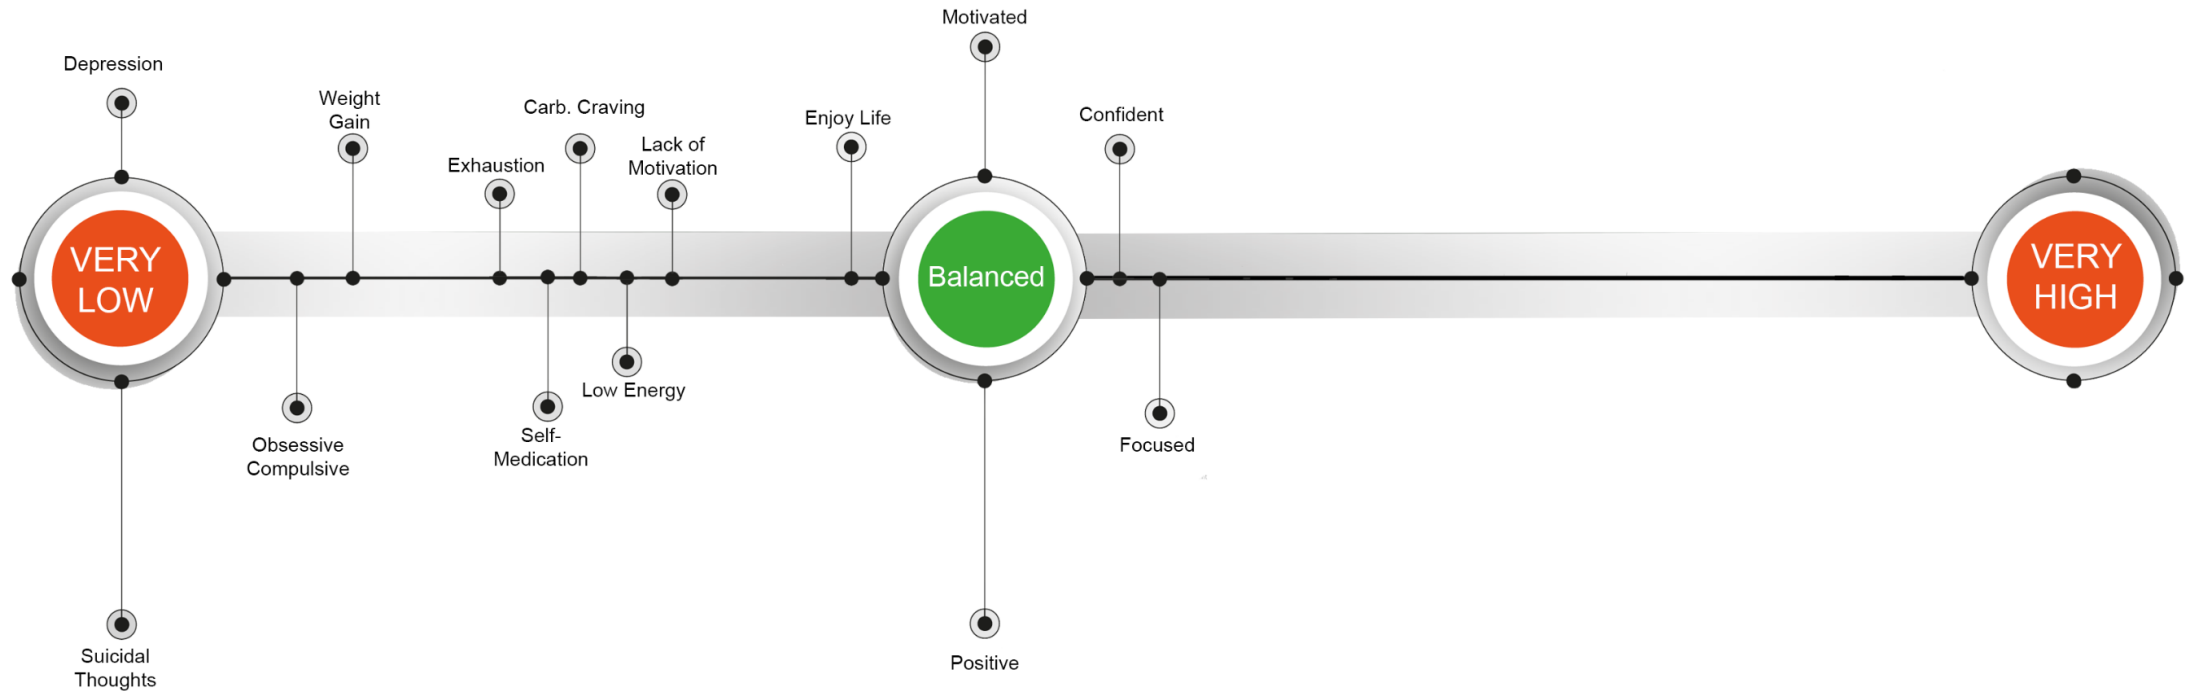 Motivated
Depression
Weight
Gain
Carb. Craving
Enjoy Life
Confident
Lack of
Motivation
Exhaustion
VERY
LOW
Balanced
VERY
HIGH
Low Energy
Obsessive
Compulsive
Self-
Medication
Focused
Suicidal
Thoughts
Positive